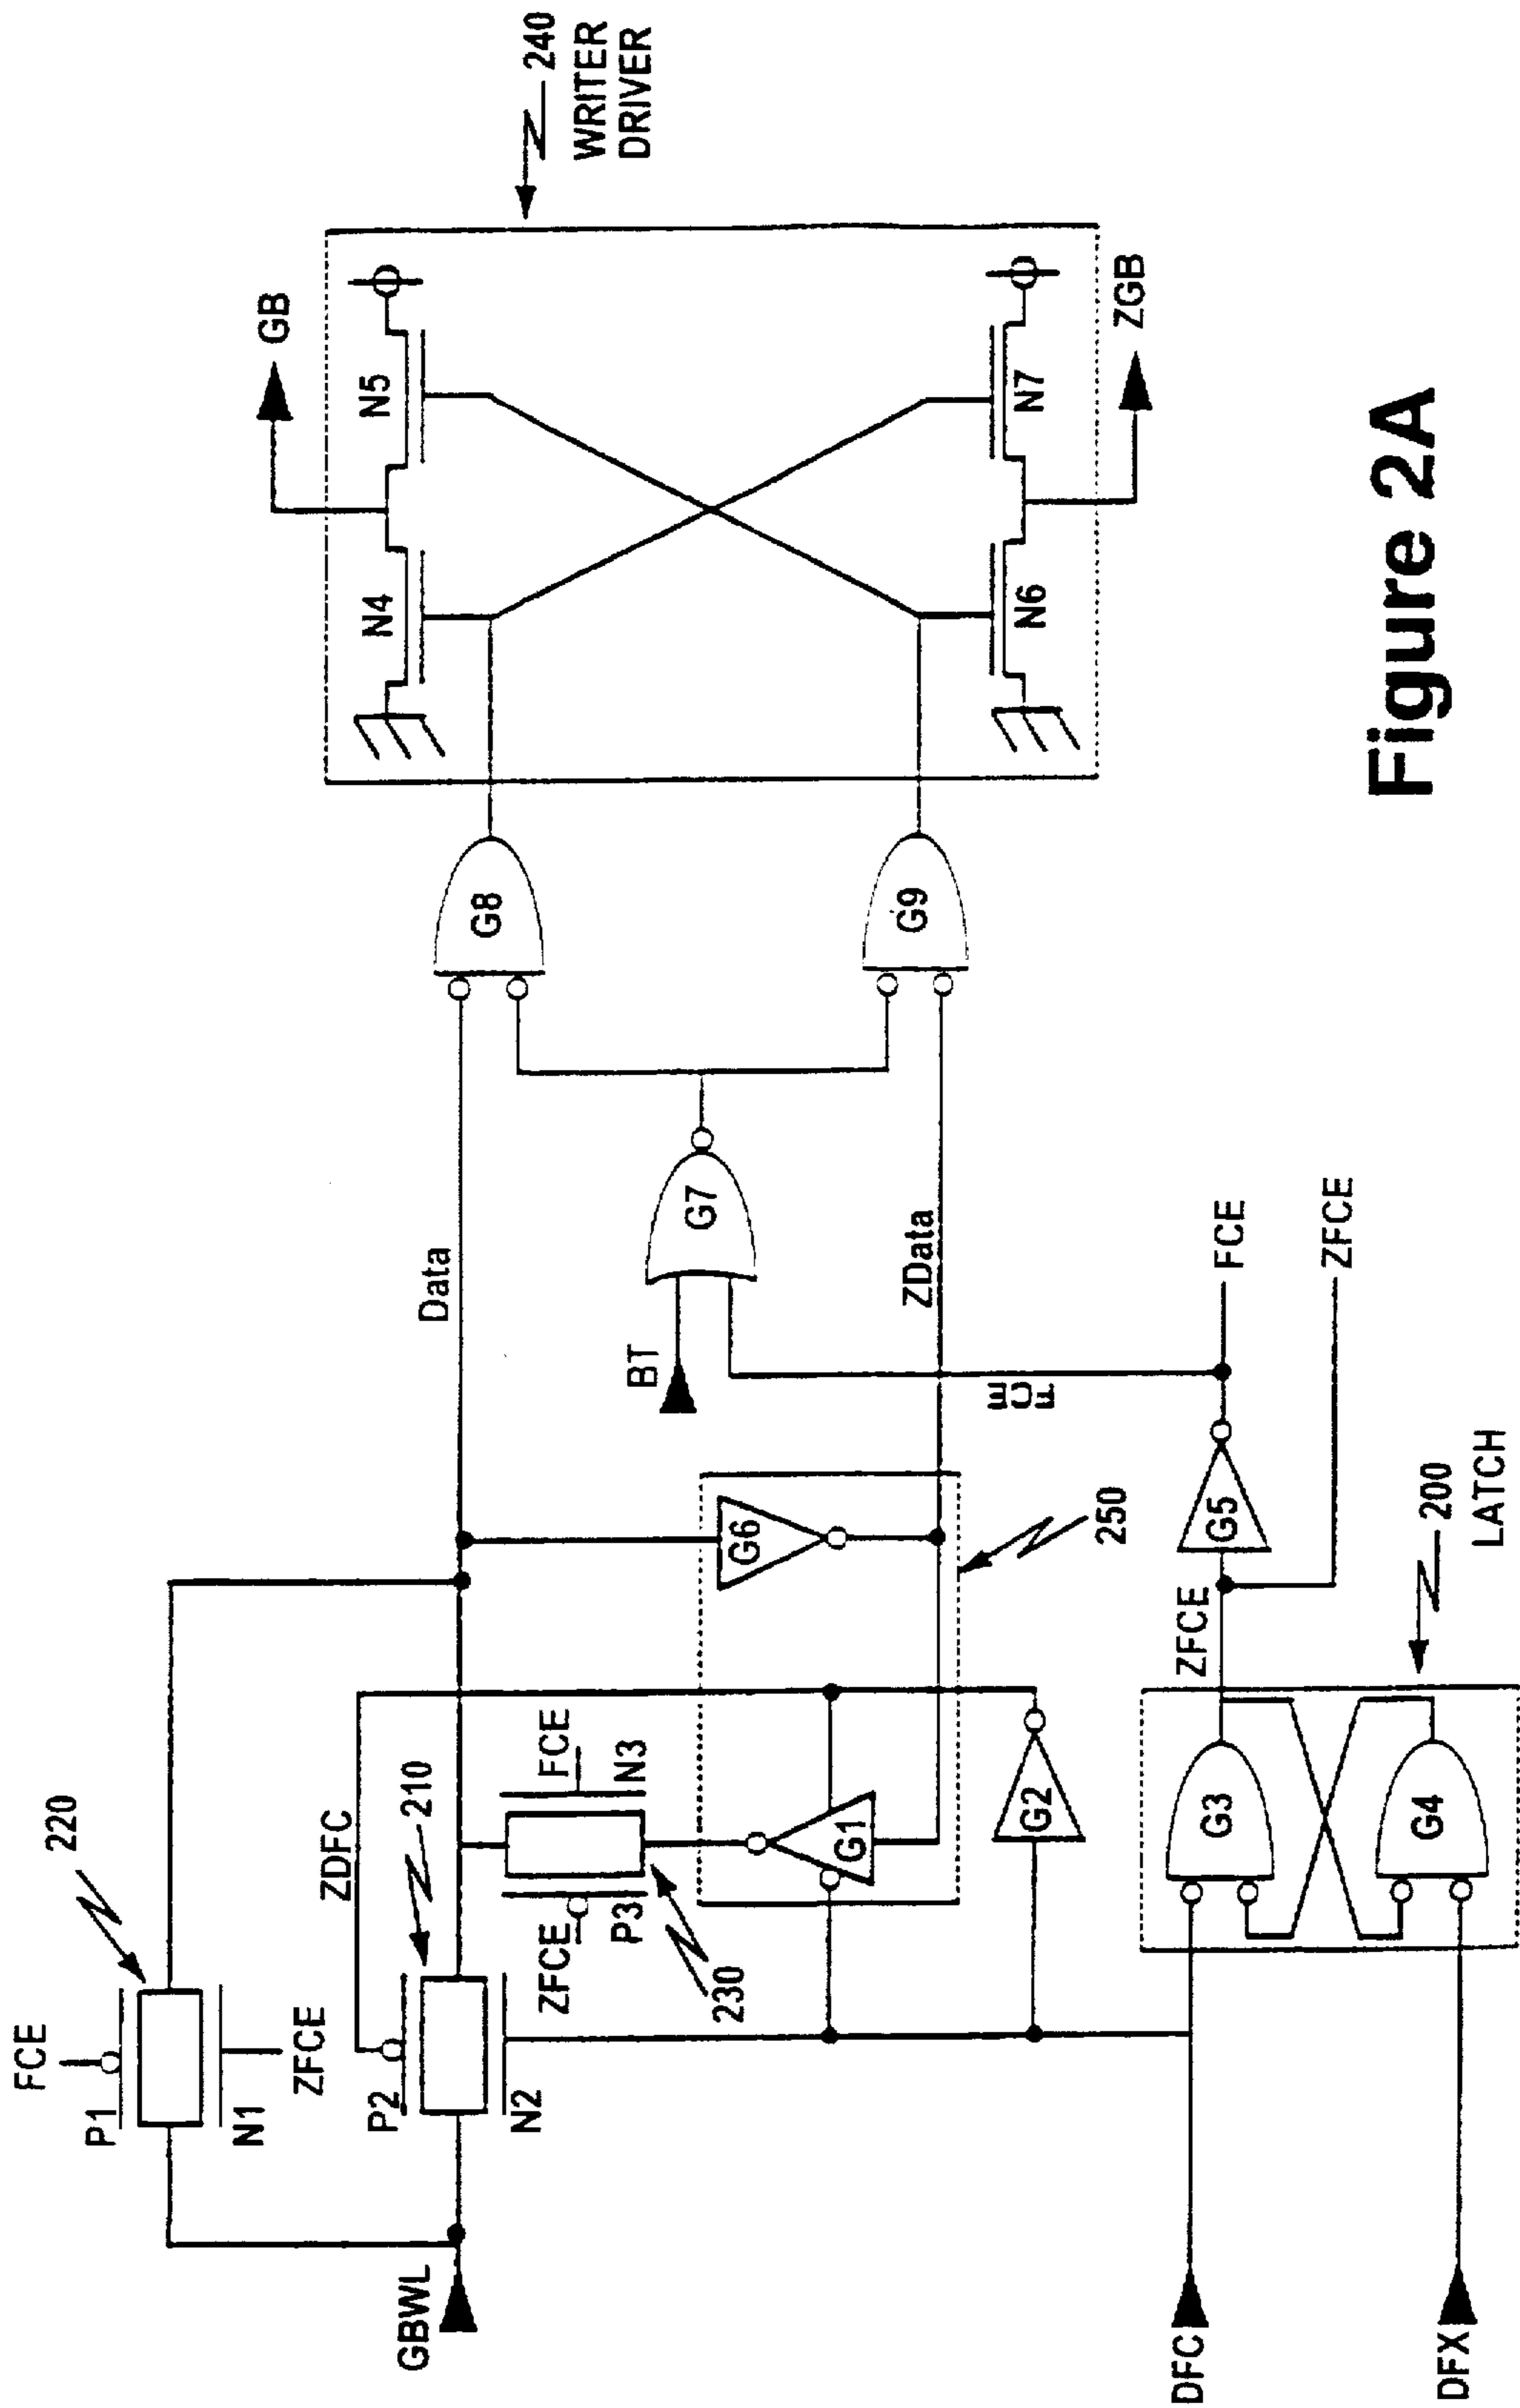 FCE
220
P1
N1
ZFCE
GBWL
ZDFC
P2
N2
210
FCE
N3
ZFCE
P3
230
G1
G6
250
G2
Data
ZData
BT
FCE
G7
G8
G9
GB
N4
N5
N6
N7
ZGB
240
WRITER
DRIVER
DFC
DFX
G3
G4
ZFCE
G5
FCE
ZFCE
200
LATCH
Figure 2A